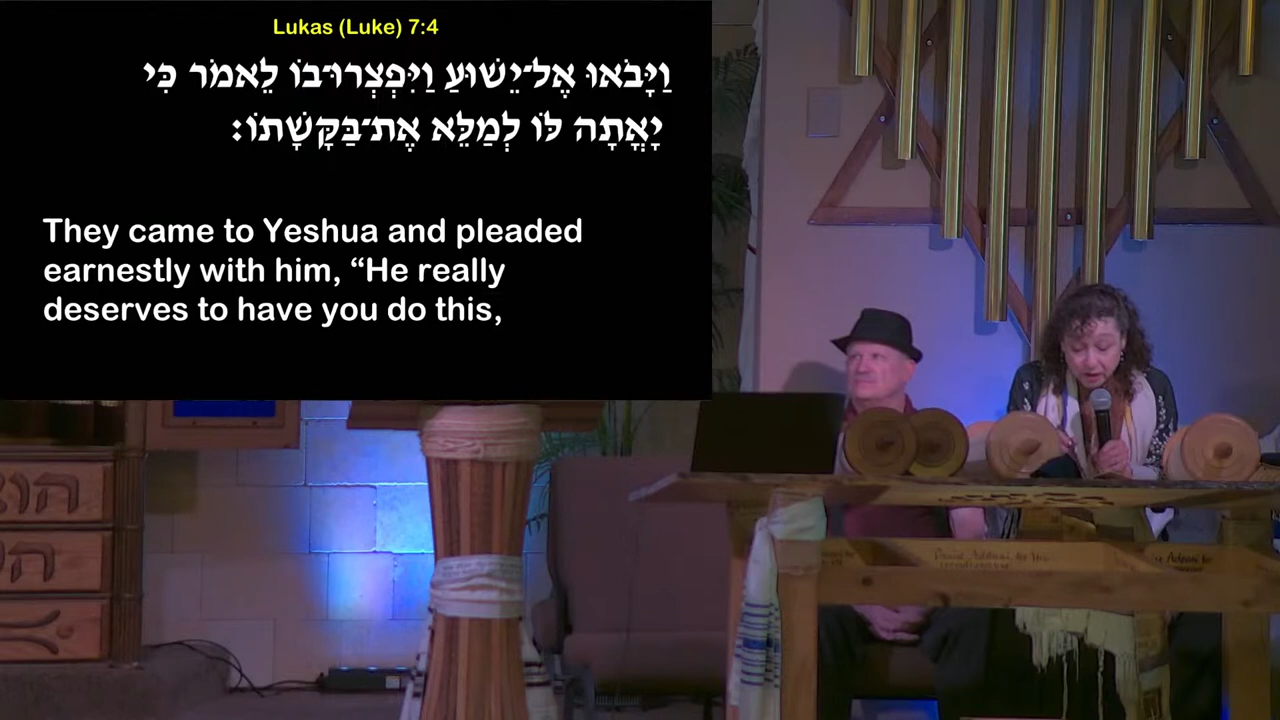 Lukas (Luke) 7:4
וַיָּבֹאוּ אֶל־יֵשׁוּעַ וַיִּפְצְרוּ־בוֹ לֵאמֹר כִּי
יָאֲתָה לּוֹ לְמַלֵּא אֶת־בַּקָּשָׁתוֹ׃
They came to Yeshua and pleaded
earnestly with him, “He really
deserves to have you do this,